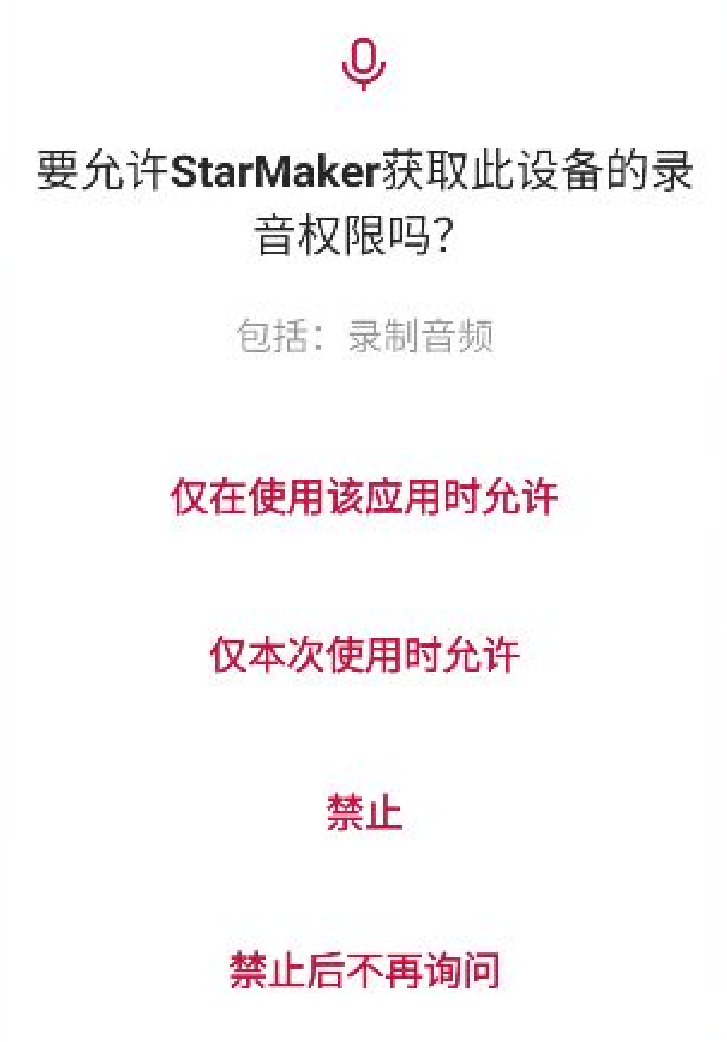 要允许StarMaker获取此设备的录
音权限吗？
包括：录制音频
仅在使用该应用时允许
仅本次使用时允许
禁止
禁止后不再询问